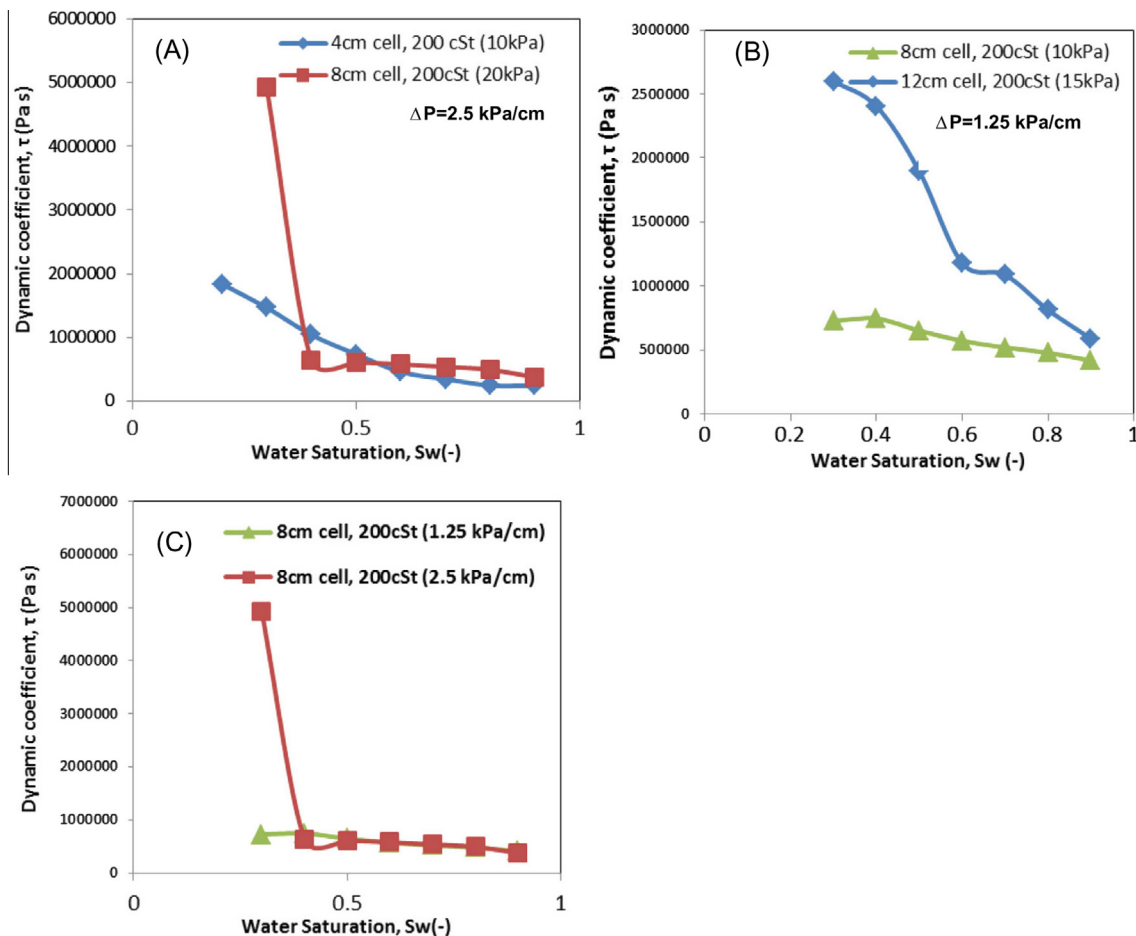 (A)
4cm cell, 200 cSt (10kPa)
8cm cell, 200cSt (20kPa)
ΔP=2.5 kPa/cm
Dynamic coefficient, τ (Pa s)
6000000
5000000
4000000
3000000
2000000
1000000
0
0
0.5
1
Water Saturation, Sw(-)
(B)
8cm cell, 200cSt (10kPa)
12cm cell, 200cSt (15kPa)
ΔP=1.25 kPa/cm
Dynamic coefficient, τ (Pa s)
3000000
2500000
2000000
1500000
1000000
500000
0
0
0.2
0.4
0.6
0.8
1
Water Saturation, Sw (-)
(C)
8cm cell, 200cSt (1.25 kPa/cm)
8cm cell, 200cSt (2.5 kPa/cm)
Dynamic coefficient, τ (Pa s)
7000000
6000000
5000000
4000000
3000000
2000000
1000000
0
0
0.5
1
Water Saturation, Sw(-)